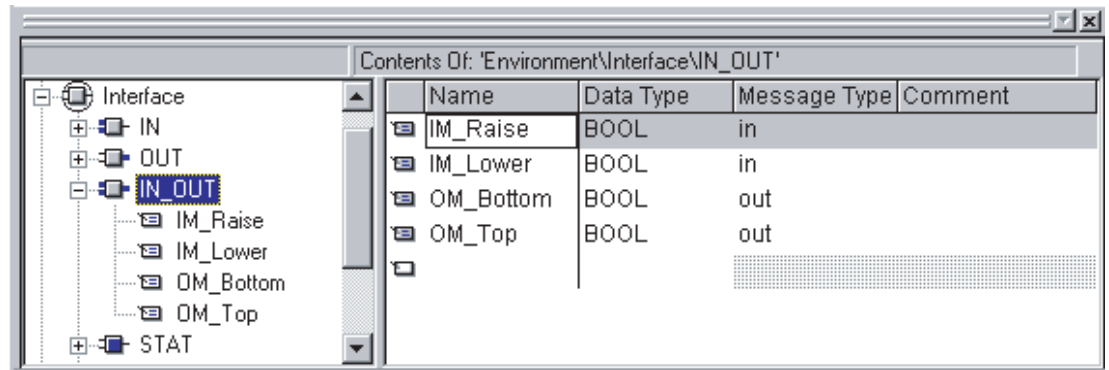 Contents Of: 'Environment\Interface\IN_OUT'
Interface
IN
OUT
IN_OUT
IM_Raise
IM_Lower
OM_Bottom
OM_Top
STAT
Name Data Type Message Type Comment
IM_Raise BOOL in
IM_Lower BOOL in
OM_Bottom BOOL out
OM_Top BOOL out